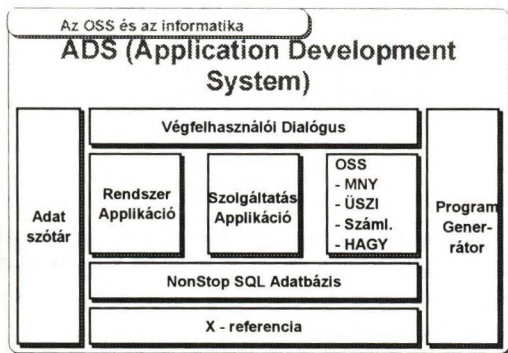 Az OSS és az informatika
ADS (Application Development
System)
Adat
szótár
Végfelhasználói Dialógus
Rendszer
Applikáció
Szolgáltatás
Applikáció
OSS
- MNY
- ÜSZI
- Száml.
- HAGY
NonStop SQL Adatbázis
X - referencia
Program
Gener-
rátor